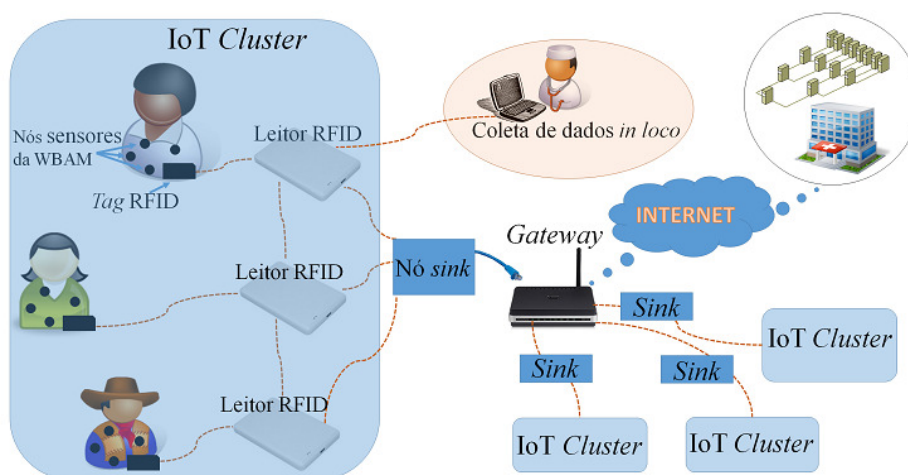 IoT Cluster
Nós sensores
da WBAM
Tag RFID
Leitor RFID
Coleta de dados in loco
Leitor RFID
Leitor RFID
Nó sink
Gateway
INTERNET
Sink
Sink
Sink
IoT Cluster
IoT Cluster
IoT Cluster